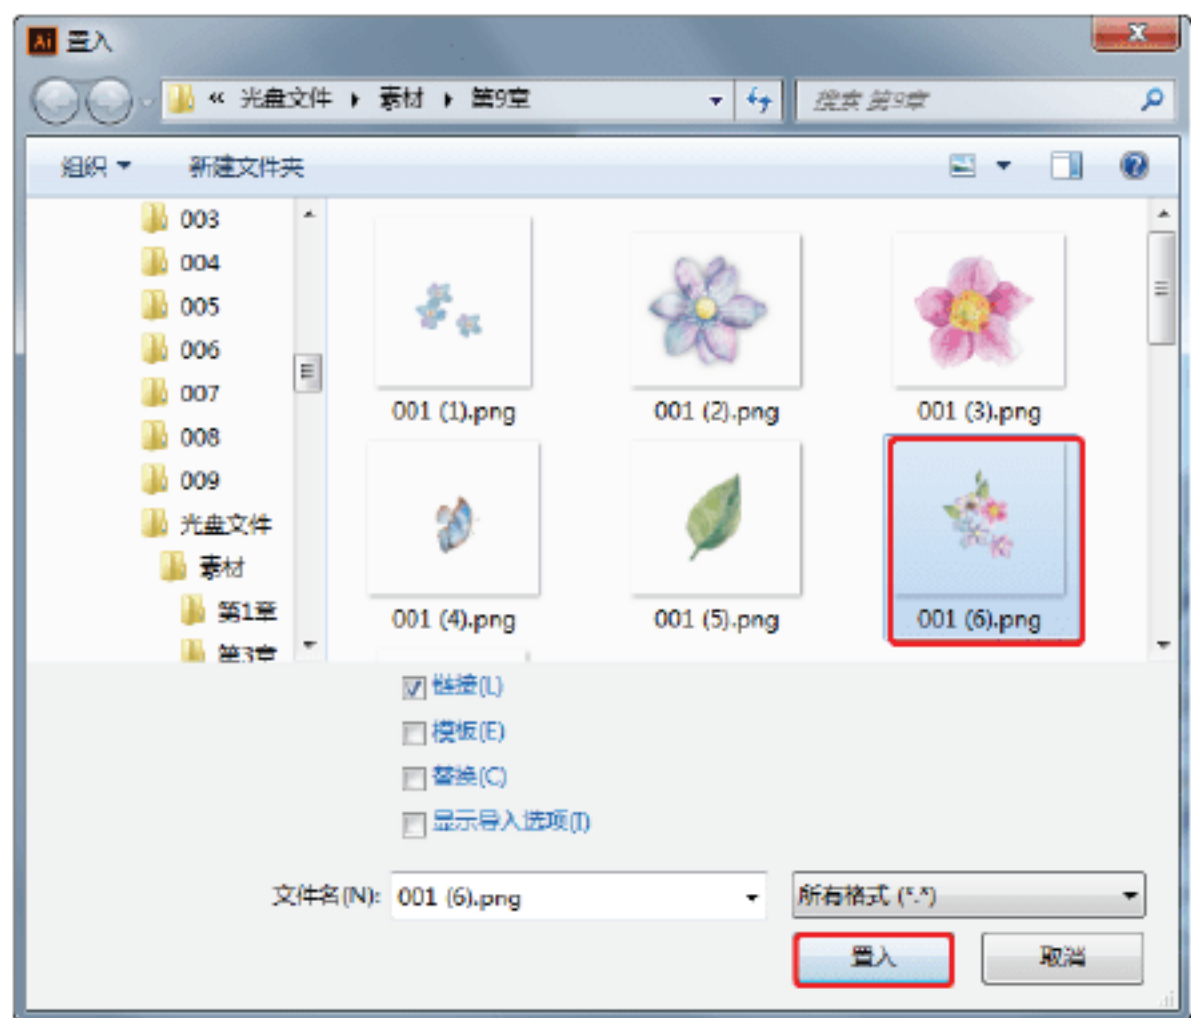 Ai 置入
« 光盘文件 ▸ 素材 ▸ 第9章
搜索 第9章
组织 新建文件夹
003
004
005
006
007
008
009
光盘文件
素材
第1章
第3章
001 (1).png 001 (2).png 001 (3).png
001 (4).png 001 (5).png 001 (6).png
链接(L)
模板(E)
替换(C)
显示导入选项(I)
文件名(N): 001 (6).png 所有格式 (*.*)
置入 取消